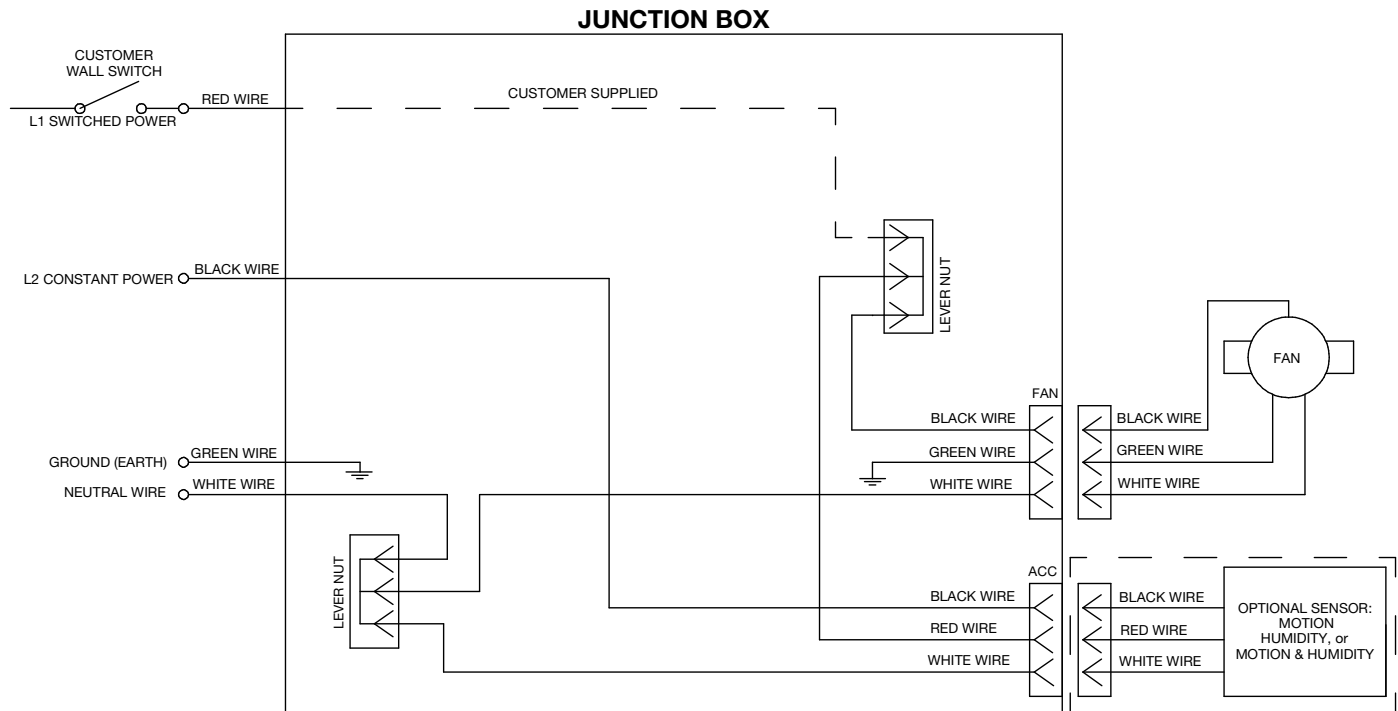 JUNCTION BOX
CUSTOMER
WALL SWITCH
RED WIRE
CUSTOMER SUPPLIED
L1 SWITCHED POWER
LEVER NUT
L2 CONSTANT POWER
BLACK WIRE
FAN
FAN
BLACK WIRE
BLACK WIRE
GROUND (EARTH)
GREEN WIRE
GREEN WIRE
GREEN WIRE
NEUTRAL WIRE
WHITE WIRE
WHITE WIRE
WHITE WIRE
LEVER NUT
ACC
BLACK WIRE
BLACK WIRE
RED WIRE
RED WIRE
WHITE WIRE
WHITE WIRE
OPTIONAL SENSOR:
MOTION
HUMIDITY, or
MOTION & HUMIDITY